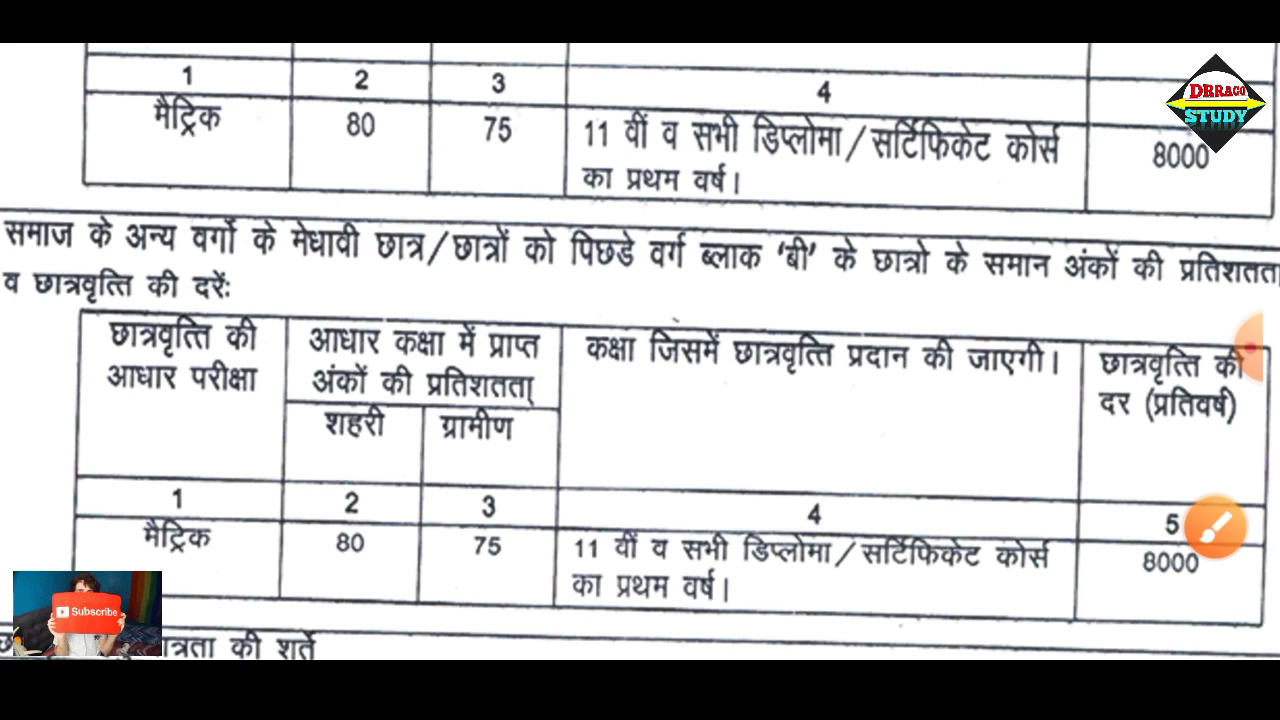 1 2 3 4
मैट्रिक 80 75 11 वीं व सभी डिप्लोमा/सर्टिफिकेट कोर्स 8000
का प्रथम वर्ष।
DRRACO
STUDY
समाज के अन्य वर्गो के मेधावी छात्र/छात्रों को पिछडे वर्ग ब्लाक 'बी' के छात्रो के समान अंकों की प्रतिशतता
व छात्रवृत्ति की दरेंः
छात्रवृत्ति की आधार कक्षा में प्राप्त कक्षा जिसमें छात्रवृत्ति प्रदान की जाएगी। छात्रवृत्ति की
आधार परीक्षा अंकों की प्रतिशतता् दर (प्रतिवर्ष)
शहरी ग्रामीण
1 2 3 4 5
मैट्रिक 80 75 11 वीं व सभी डिप्लोमा/सर्टिफिकेट कोर्स 8000
का प्रथम वर्ष।
Subscribe
की शर्तें